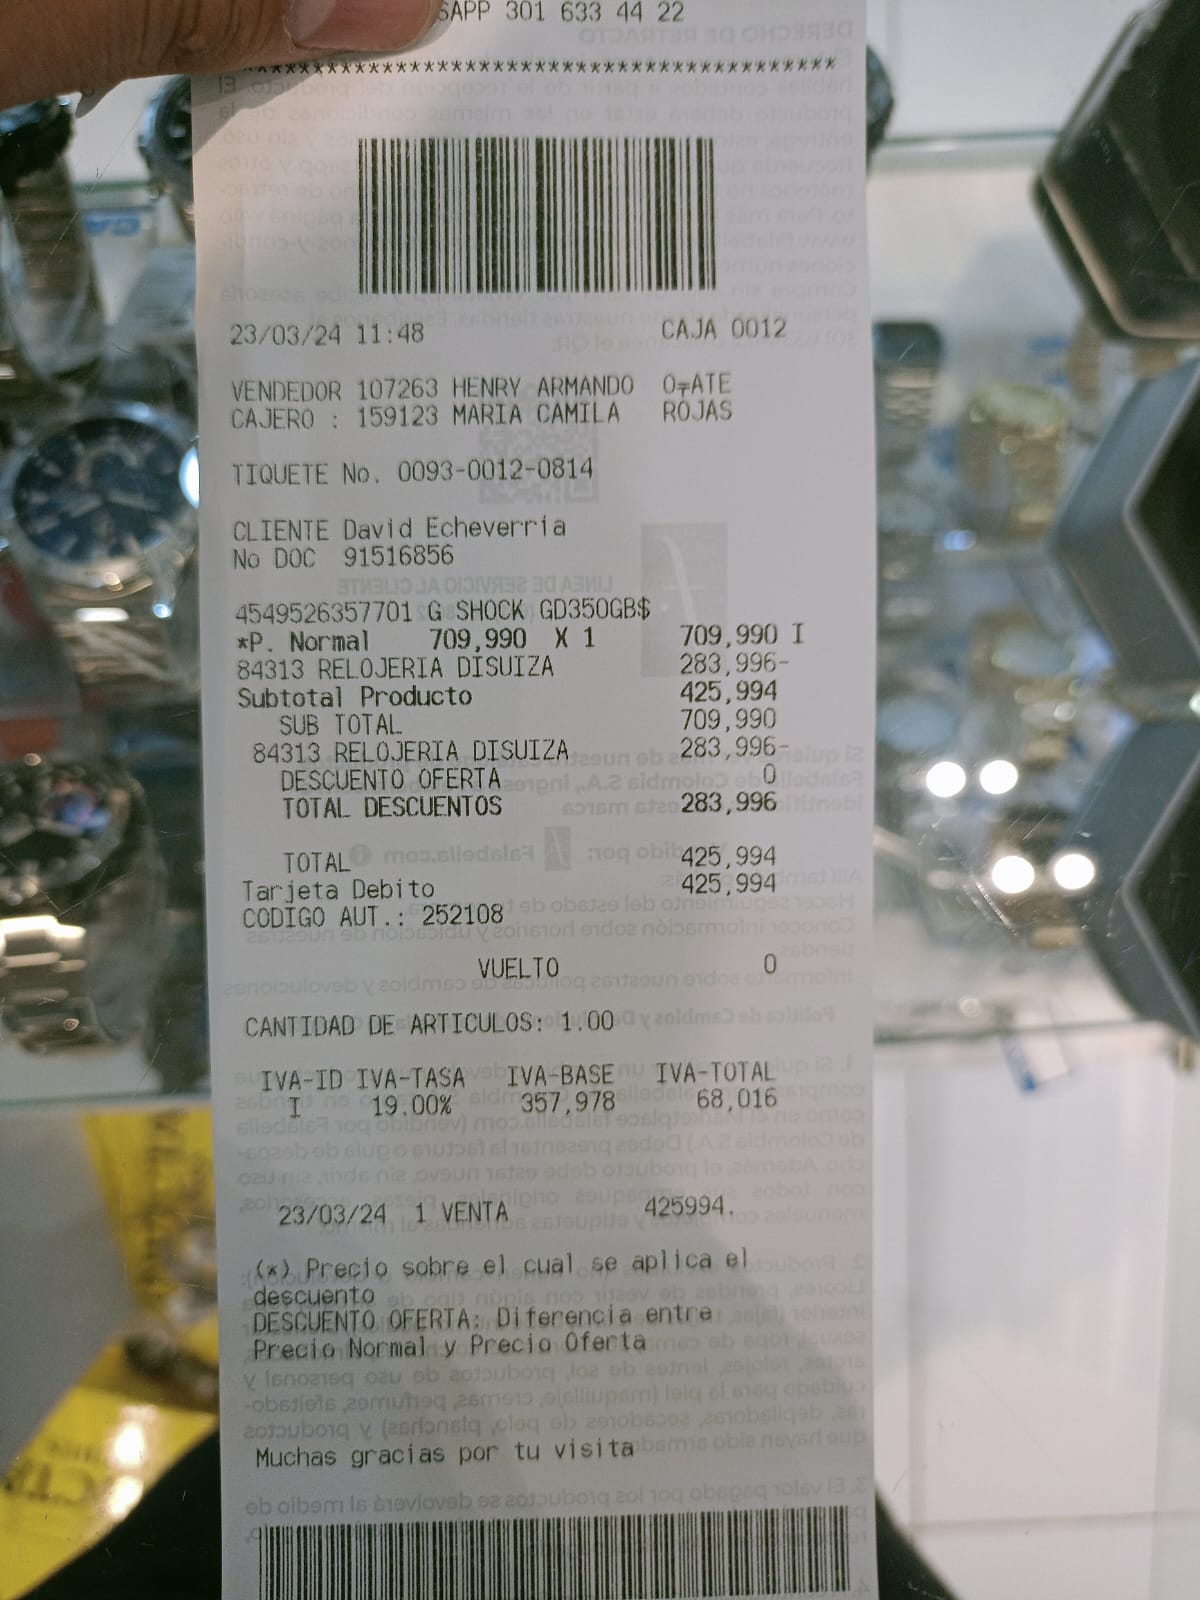 SAPP 301 633 44 22
******************************************
23/03/24 11:48 CAJA 0012
VENDEDOR 107263 HENRY ARMANDO O╤ATE
CAJERO : 159123 MARIA CAMILA ROJAS
TIQUETE No. 0093-0012-0814
CLIENTE David Echeverria
No DOC 91516856
4549526357701 G SHOCK GD350GB$
*P. Normal 709,990 X 1 709,990 I
84313 RELOJERIA DISUIZA 283,996-
Subtotal Producto 425,994
SUB TOTAL 709,990
84313 RELOJERIA DISUIZA 283,996-
DESCUENTO OFERTA 0
TOTAL DESCUENTOS 283,996
TOTAL 425,994
Tarjeta Debito 425,994
CODIGO AUT.: 252108
VUELTO 0
CANTIDAD DE ARTICULOS: 1.00
IVA-ID IVA-TASA IVA-BASE IVA-TOTAL
I 19.00% 357,978 68,016
23/03/24 1 VENTA 425994.
(*) Precio sobre el cual se aplica el
descuento
DESCUENTO OFERTA: Diferencia entre
Precio Normal y Precio Oferta
Muchas gracias por tu visita